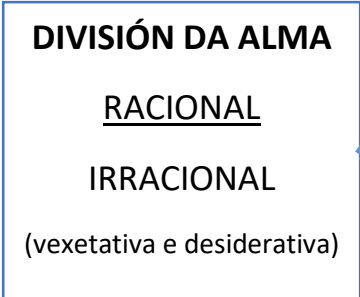 DIVISIÓN DA ALMA
RACIONAL
IRRACIONAL
(vexetativa e desiderativa)